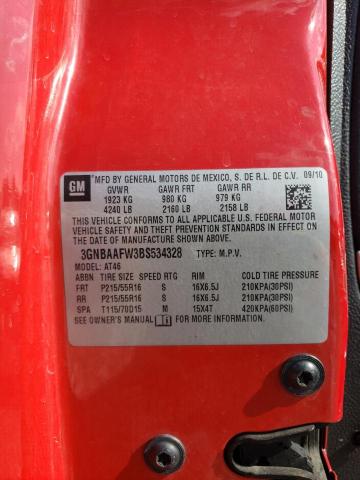 GM MFD BY GENERAL MOTORS DE MEXICO, S. DE R.L. DE C.V. 09/10
GVWR GAWR FRT GAWR RR
1923 KG 980 KG 979 KG
4240 LB 2160 LB 2158 LB
THIS VEHICLE CONFORMS TO ALL APPLICABLE U.S. FEDERAL MOTOR
VEHICLE SAFETY AND THEFT PREVENTION STANDARDS IN EFFECT
ON THE DATE OF MANUFACTURE SHOWN ABOVE.
3GNBAAFW3BS534328 TYPE: M.P.V.
MODEL: AT46
ABBN TIRE SIZE SPEED RTG RIM COLD TIRE PRESSURE
FRT P215/55R16 S 16X6.5J 210KPA(30PSI)
RR P215/55R16 S 16X6.5J 210KPA(30PSI)
SPA T115/70D15 M 15X4T 420KPA(60PSI)
SEE OWNER'S MANUAL FOR ADDITIONAL INFORMATION